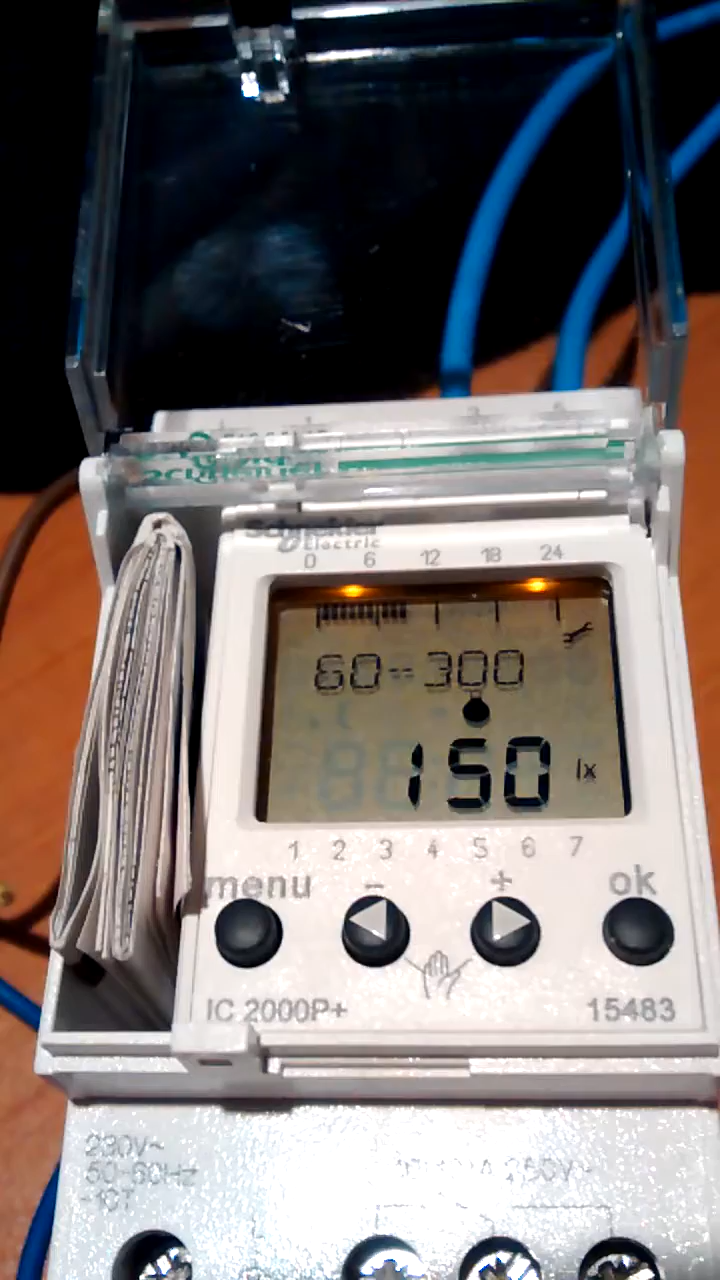 Schneider
Electric
0 6 12 18 24
60--300
150 lx
1 2 3 4 5 6 7
menu - + ok
IC 2000P+ 15483
230V~
50-60Hz
250V~